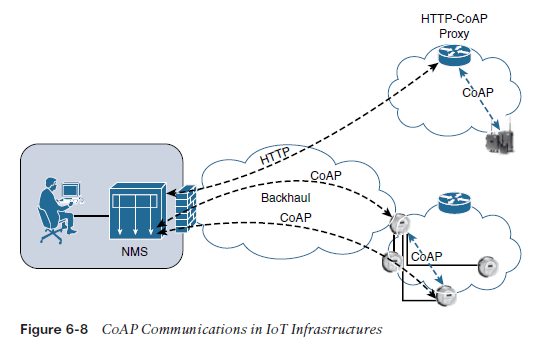 HTTP-CoAP
Proxy
CoAP
HTTP
CoAP
Backhaul
CoAP
NMS
CoAP
Figure 6-8 CoAP Communications in IoT Infrastructures